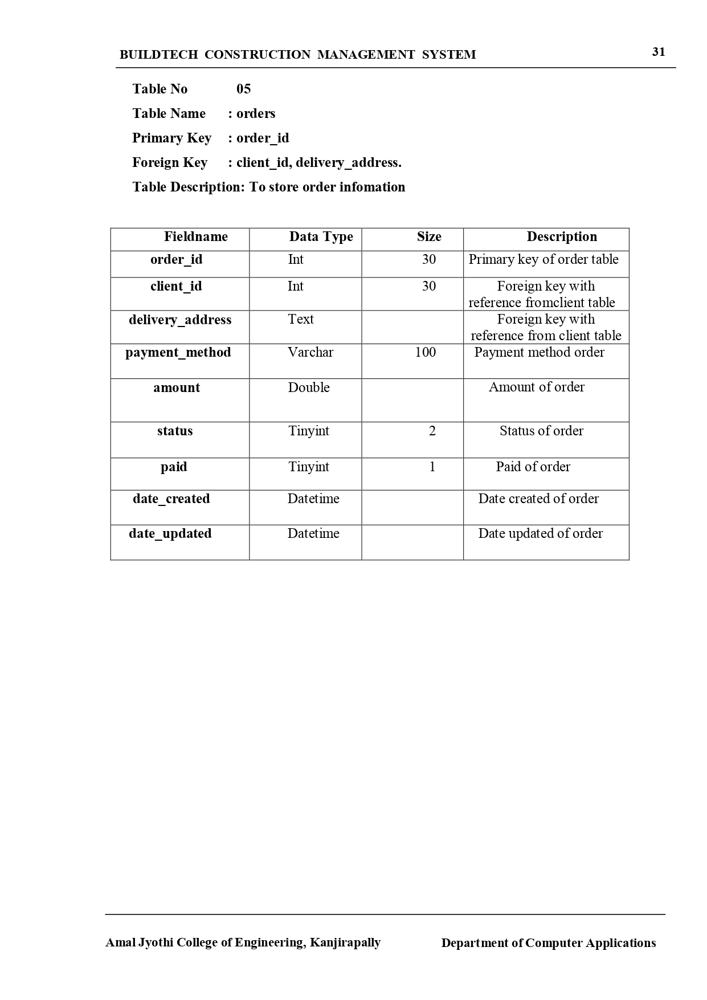 BUILDTECH CONSTRUCTION MANAGEMENT SYSTEM 31
Table No 05
Table Name : orders
Primary Key : order_id
Foreign Key : client_id, delivery_address.
Table Description: To store order infomation
Fieldname Data Type Size Description
order_id Int 30 Primary key of order table
client_id Int 30 Foreign key with
reference fromclient table
delivery_address Text Foreign key with
reference from client table
payment_method Varchar 100 Payment method order
amount Double Amount of order
status Tinyint 2 Status of order
paid Tinyint 1 Paid of order
date_created Datetime Date created of order
date_updated Datetime Date updated of order
Amal Jyothi College of Engineering, Kanjirapally Department of Computer Applications